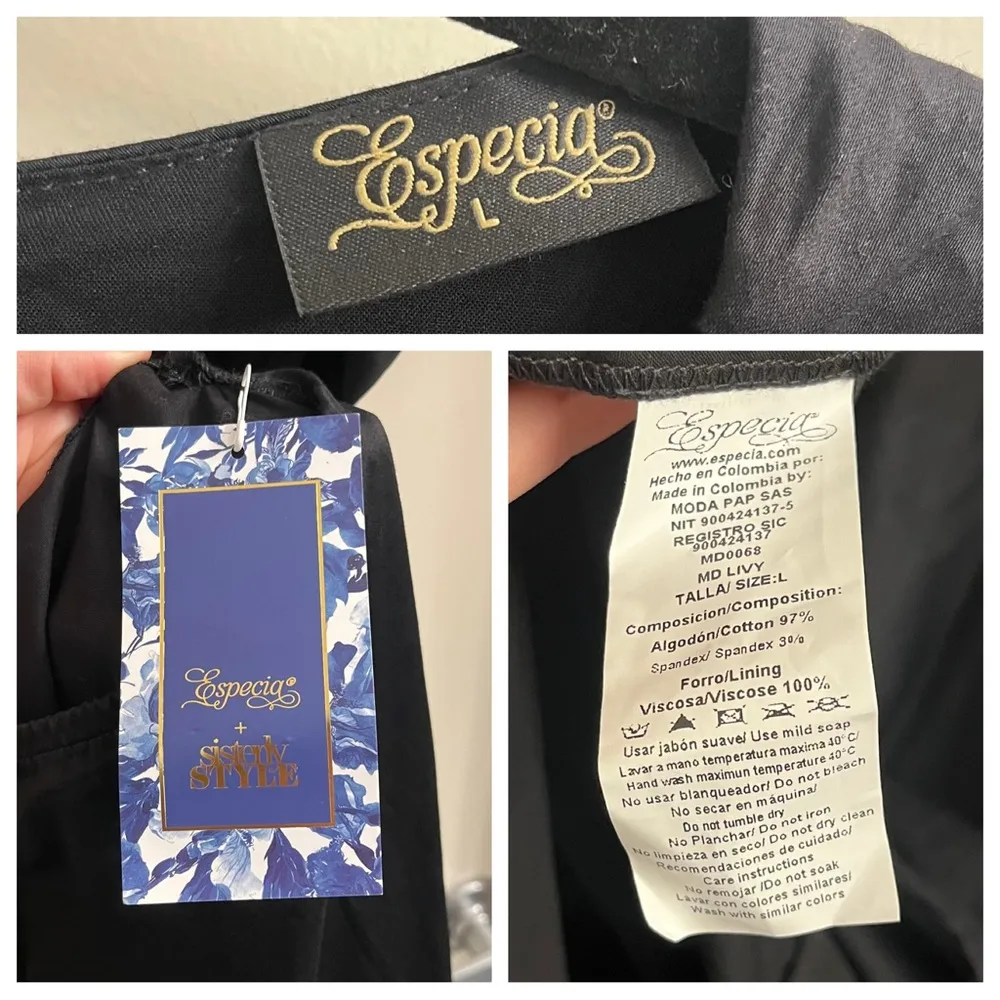 Especia®
L
Especia®
+
sisterly
STYLE
Especia
www.especia.com
Hecho en Colombia por:
Made in Colombia by:
MODA PAP SAS
NIT 900424137-5
REGISTRO SIC
900424137
MD0068
MD LIVY
TALLA/ SIZE:L
Composicion/Composition:
Algodón/Cotton 97%
Spandex/ Spandex 3%
Forro/Lining
Viscosa/Viscose 100%
Usar jabón suave/ Use mild soap
Lavar a mano temperatura maxima 40°C/
Hand wash maximun temperature 40°C
No usar blanqueador/ Do not bleach
No secar en máquina/
Do not tumble dry
No Planchar/ Do not iron
No limpieza en seco/ Do not dry clean
Recomendaciones de cuidado/
Care instructions
No remojar /Do not soak
Lavar con colores similares/
Wash with similar colors